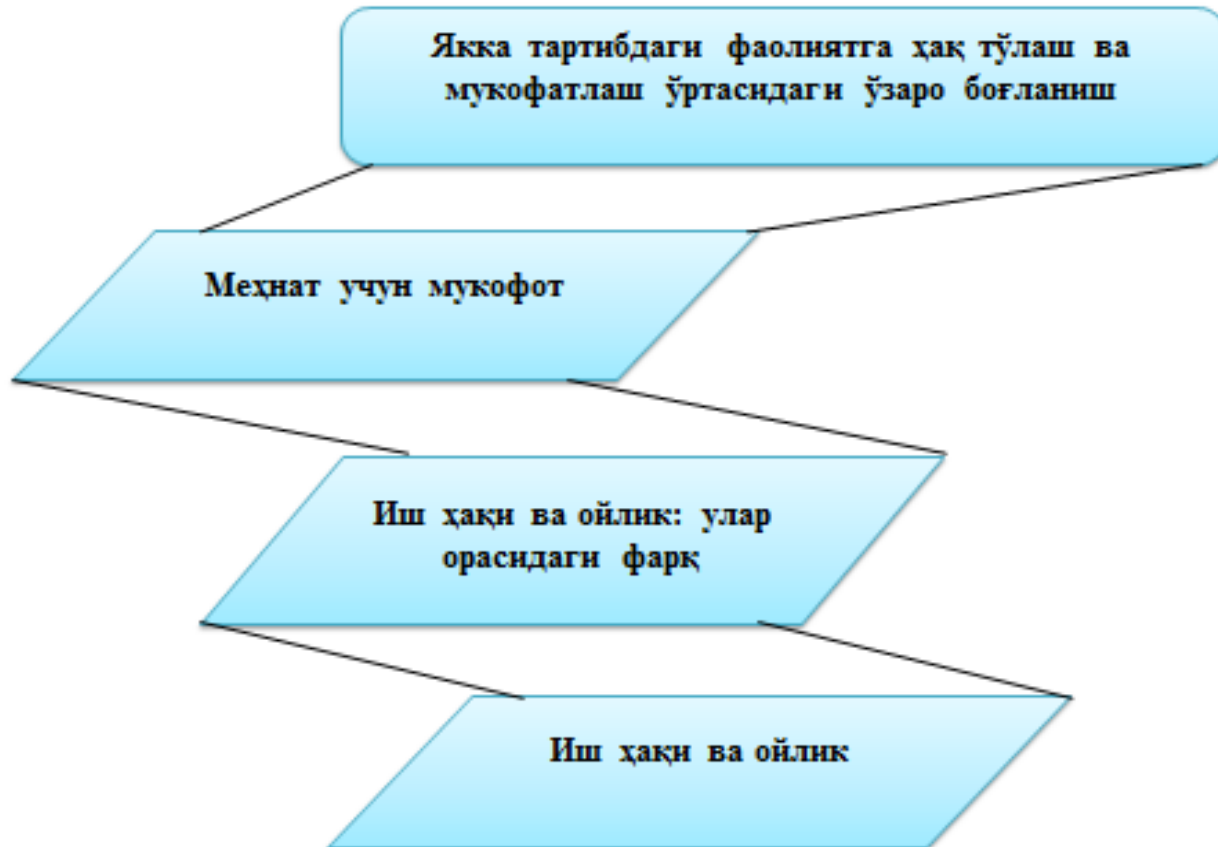 Якка тартибдаги фаолиятга ҳақ тўлаш ва
мукофатлаш ўртасидаги ўзаро боғланиш
Меҳнат учун мукофот
Иш ҳақи ва ойлик: улар
орасидаги фарқ
Иш ҳақи ва ойлик